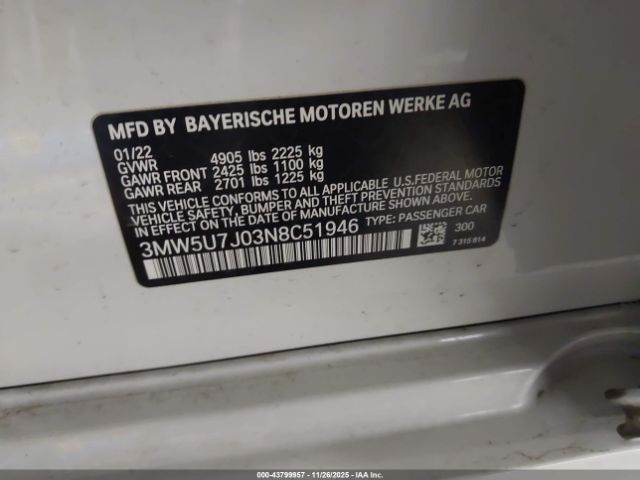 MFD BY BAYERISCHE MOTOREN WERKE AG
01/22
GVWR 4905 lbs 2225 kg
GAWR FRONT 2425 lbs 1100 kg
GAWR REAR 2701 lbs 1225 kg
THIS VEHICLE CONFORMS TO ALL APPLICABLE U.S.FEDERAL MOTOR
VEHICLE SAFETY, BUMPER AND THEFT PREVENTION STANDARDS
IN EFFECT ON THE DATE OF MANUFACTURE SHOWN ABOVE.
3MW5U7J03N8C51946 TYPE: PASSENGER CAR
300
7 315 814
000-43799957 - 11/26/2025 - IAA Inc.